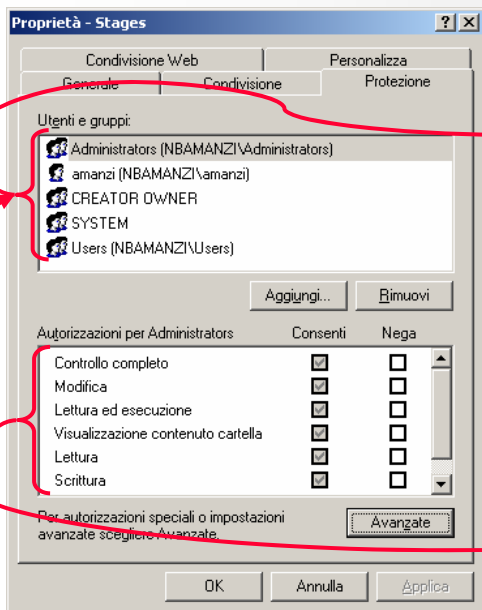 Proprietà - Stages
Condivisione Web
Personalizza
Generale
Condivisione
Protezione
Utenti e gruppi:
Administrators (NBAMANZI\Administrators)
amanzi (NBAMANZI\amanzi)
CREATOR OWNER
SYSTEM
Users (NBAMANZI\Users)
Aggiungi...
Rimuovi
Autorizzazioni per Administrators Consenti Nega
Controllo completo
Modifica
Lettura ed esecuzione
Visualizzazione contenuto cartella
Lettura
Scrittura
Per autorizzazioni speciali o impostazioni
avanzate scegliere Avanzate.
Avanzate
OK
Annulla
Applica